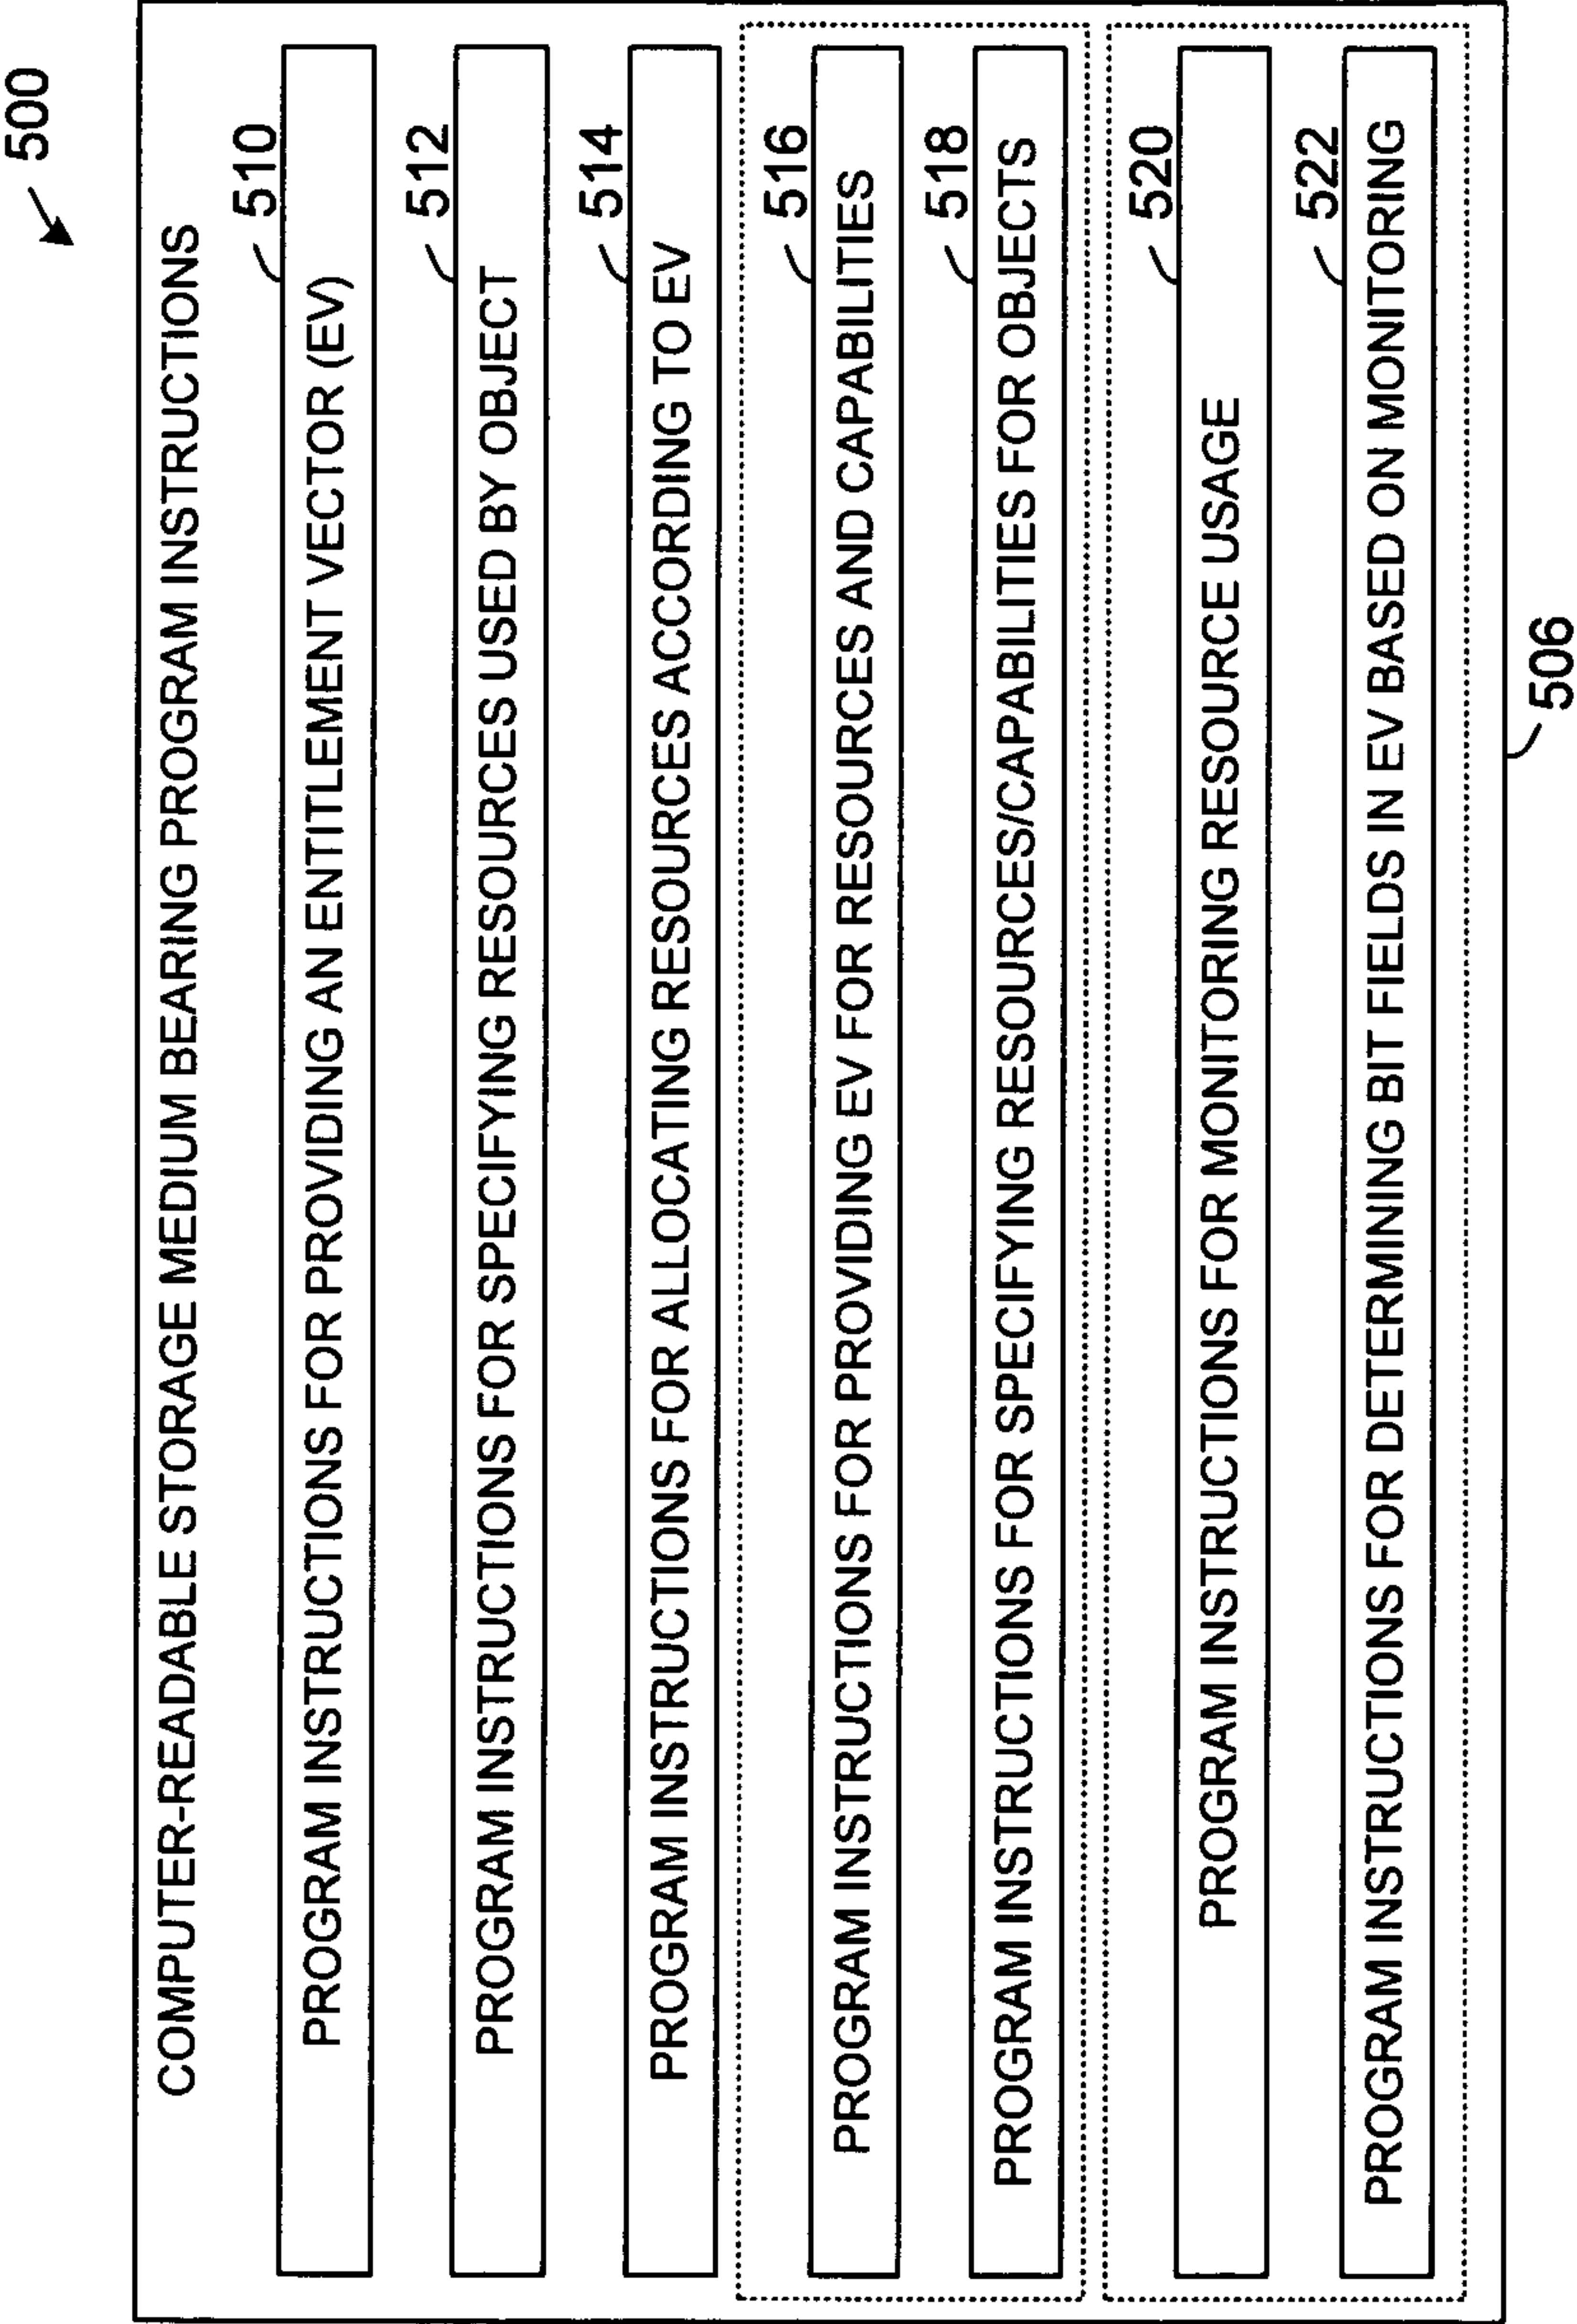 500
COMPUTER-READABLE STORAGE MEDIUM BEARING PROGRAM INSTRUCTIONS
510
PROGRAM INSTRUCTIONS FOR PROVIDING AN ENTITLEMENT VECTOR (EV)
512
PROGRAM INSTRUCTIONS FOR SPECIFYING RESOURCES USED BY OBJECT
514
PROGRAM INSTRUCTIONS FOR ALLOCATING RESOURCES ACCORDING TO EV
516
PROGRAM INSTRUCTIONS FOR PROVIDING EV FOR RESOURCES AND CAPABILITIES
518
PROGRAM INSTRUCTIONS FOR SPECIFYING RESOURCES/CAPABILITIES FOR OBJECTS
520
PROGRAM INSTRUCTIONS FOR MONITORING RESOURCE USAGE
522
PROGRAM INSTRUCTIONS FOR DETERMINING BIT FIELDS IN EV BASED ON MONITORING
506